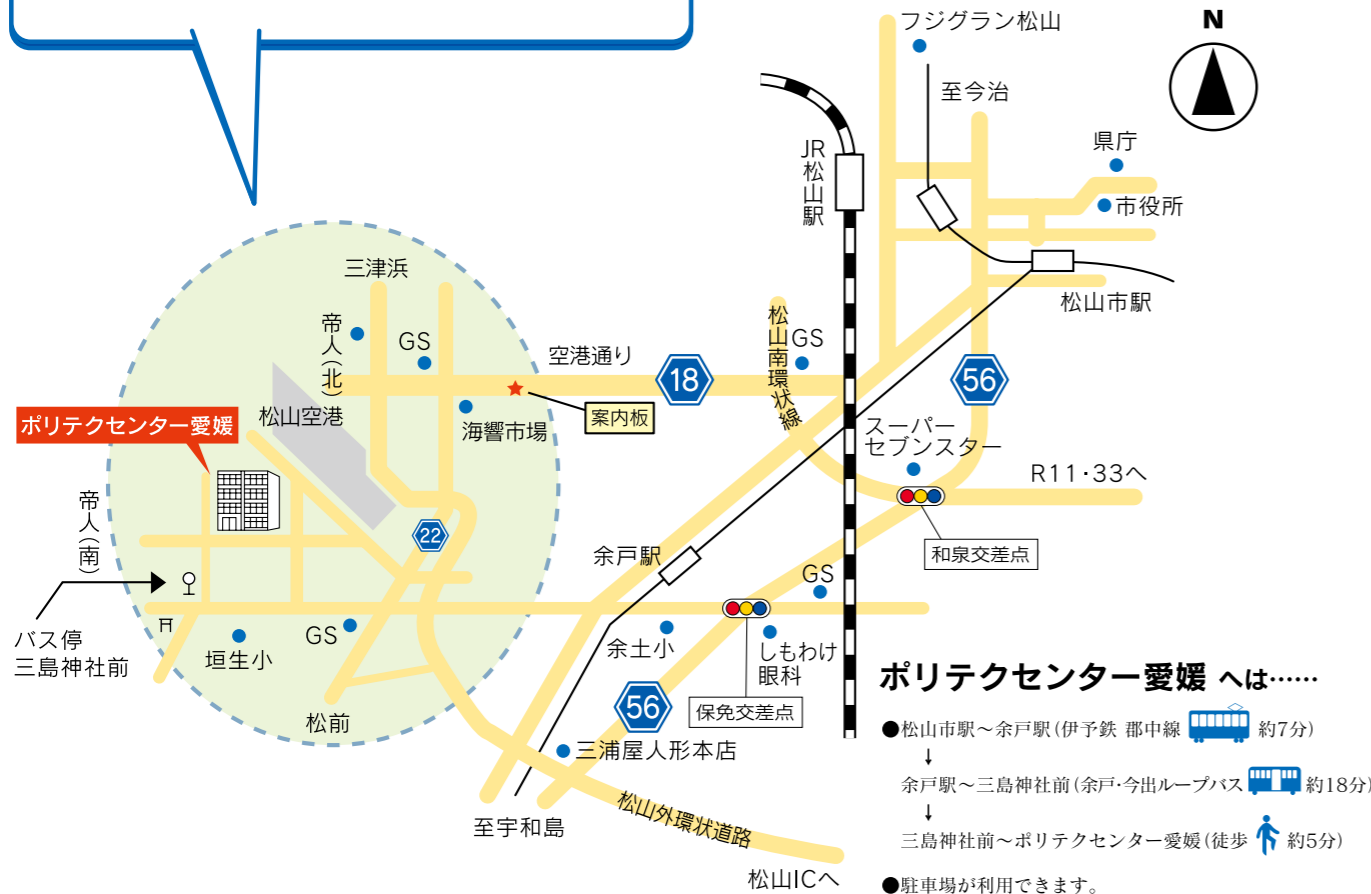 フジグラン松山
N
至今治
県庁
JR松山駅
市役所
三津浜
松山市駅
帝人(北)
GS
空港通り
松山南環状線
GS
18
56
松山空港
案内板
ポリテクセンター愛媛
海響市場
スーパー
セブンスター
R11・33へ
帝人(南)
22
和泉交差点
余戸駅
GS
バス停
三島神社前
垣生小
GS
余土小
しもわけ
眼科
松前
56
保免交差点
三浦屋人形本店
至宇和島
松山外環状道路
松山ICへ
ポリテクセンター愛媛 へは……
●松山市駅～余戸駅(伊予鉄 郡中線 約7分)
↓
余戸駅～三島神社前(余戸・今出ループバス 約18分)
↓
三島神社前～ポリテクセンター愛媛(徒歩 約5分)
●駐車場が利用できます。